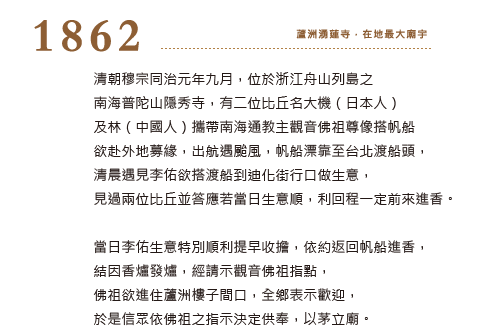 1862
蘆洲湧蓮寺．在地最大廟宇
清朝穆宗同治元年九月，位於浙江舟山列島之
南海普陀山隱秀寺，有二位比丘名大機（日本人）
及林（中國人）攜帶南海通教主觀音佛祖尊像搭帆船
欲赴外地募緣，出航遇颱風，帆船漂靠至台北渡船頭，
清晨遇見李佑欲搭渡船到迪化街行口做生意，
見過兩位比丘並答應若當日生意順，利回程一定前來進香。
當日李佑生意特別順利提早收擔，依約返回帆船進香，
結因香爐發爐，經請示觀音佛祖指點，
佛祖欲進住蘆洲樓子間口，全鄉表示歡迎，
於是信眾依佛祖之指示決定供奉，以茅立廟。